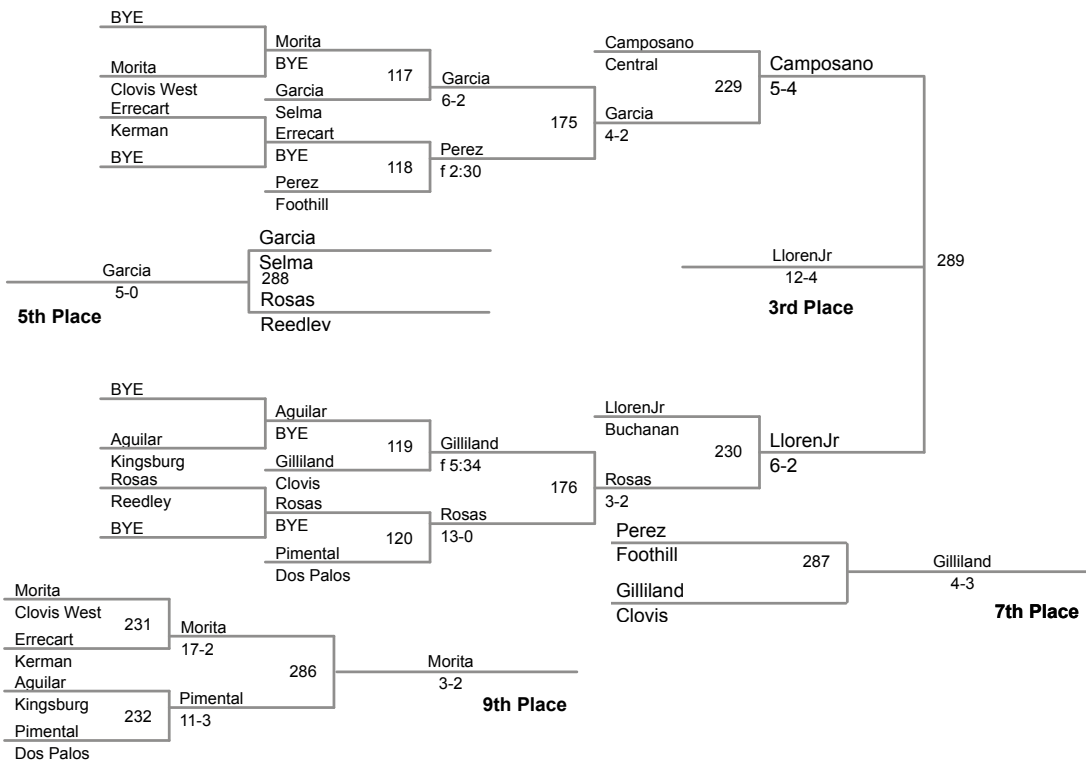 BYE
Morita
Clovis West
Errecart
Kerman
BYE
Morita
BYE
117
Garcia
Selma
Errecart
BYE
118
Perez
Foothill
Garcia
6-2
175
Perez
f 2:30
Camposano
Central
229
Garcia
4-2
Camposano
5-4
289
LlorenJr
12-4
3rd Place
Garcia
Selma
288
Rosas
Reedlev
Garcia
5-0
5th Place
BYE
Aguilar
Kingsburg
Rosas
Reedley
BYE
Aguilar
BYE
119
Gilliland
Clovis
Rosas
BYE
120
Pimental
Dos Palos
Gilliland
f 5:34
176
Rosas
13-0
LlorenJr
Buchanan
230
Rosas
3-2
LlorenJr
6-2
Perez
Foothill
287
Gilliland
Clovis
Gilliland
4-3
7th Place
Morita
Clovis West
231
Errecart
Kerman
Aguilar
Kingsburg
232
Pimental
Dos Palos
Morita
17-2
286
Pimental
11-3
Morita
3-2
9th Place